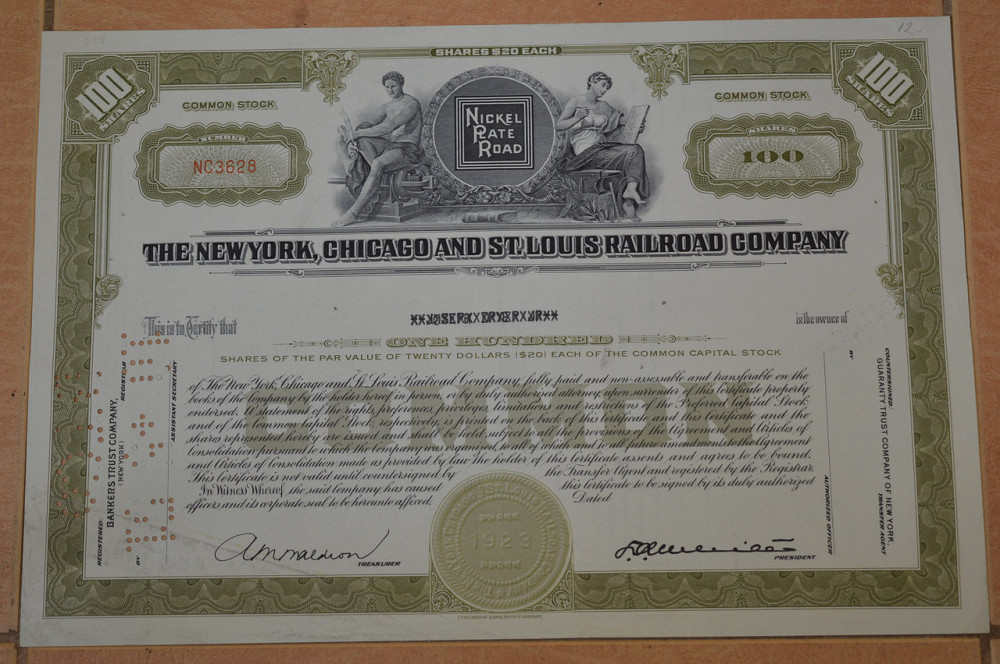 12
SHARES $20 EACH
100
SHARES
100
SHARES
COMMON STOCK
COMMON STOCK
NUMBER
NC3628
SHARES
100
NICKEL
PLATE
ROAD
THE NEW YORK, CHICAGO AND ST. LOUIS RAILROAD COMPANY
This is to Certify that
is the owner of
ONE HUNDRED
SHARES OF THE PAR VALUE OF TWENTY DOLLARS ($20) EACH OF THE COMMON CAPITAL STOCK
of The New York, Chicago and St. Louis Railroad Company, fully paid and non-assessable and transferable on the
books of the Company by the holder hereof in person, or by duly authorized attorney, upon surrender of this certificate properly
endorsed. A statement of the rights, preferences, privileges, limitations and restrictions of the Preferred Capital Stock
and of the Common Capital Stock, respectively, is printed on the back of this certificate and this Certificate and the
shares represented hereby are issued and shall be held subject to all the provisions of the Agreement and Articles of
Consolidation pursuant to which the Company was organized, to all of which and to all future amendments to the Agreement
and Articles of Consolidation made as provided by law the holder of this certificate assents and agrees to be bound.
This certificate is not valid until countersigned by the Transfer Agent and registered by the Registrar.
In Witness Whereof, the said Company has caused this certificate to be signed by its duly authorized
officers, and its corporate seal to be hereunto affixed. Dated
TREASURER
PRESIDENT
1923
REGISTERED:
BANKERS TRUST COMPANY,
(NEW YORK)
REGISTRAR
BY
ASSISTANT SECRETARY
COUNTERSIGNED:
GUARANTY TRUST COMPANY OF NEW YORK,
TRANSFER AGENT
BY
AUTHORIZED OFFICER